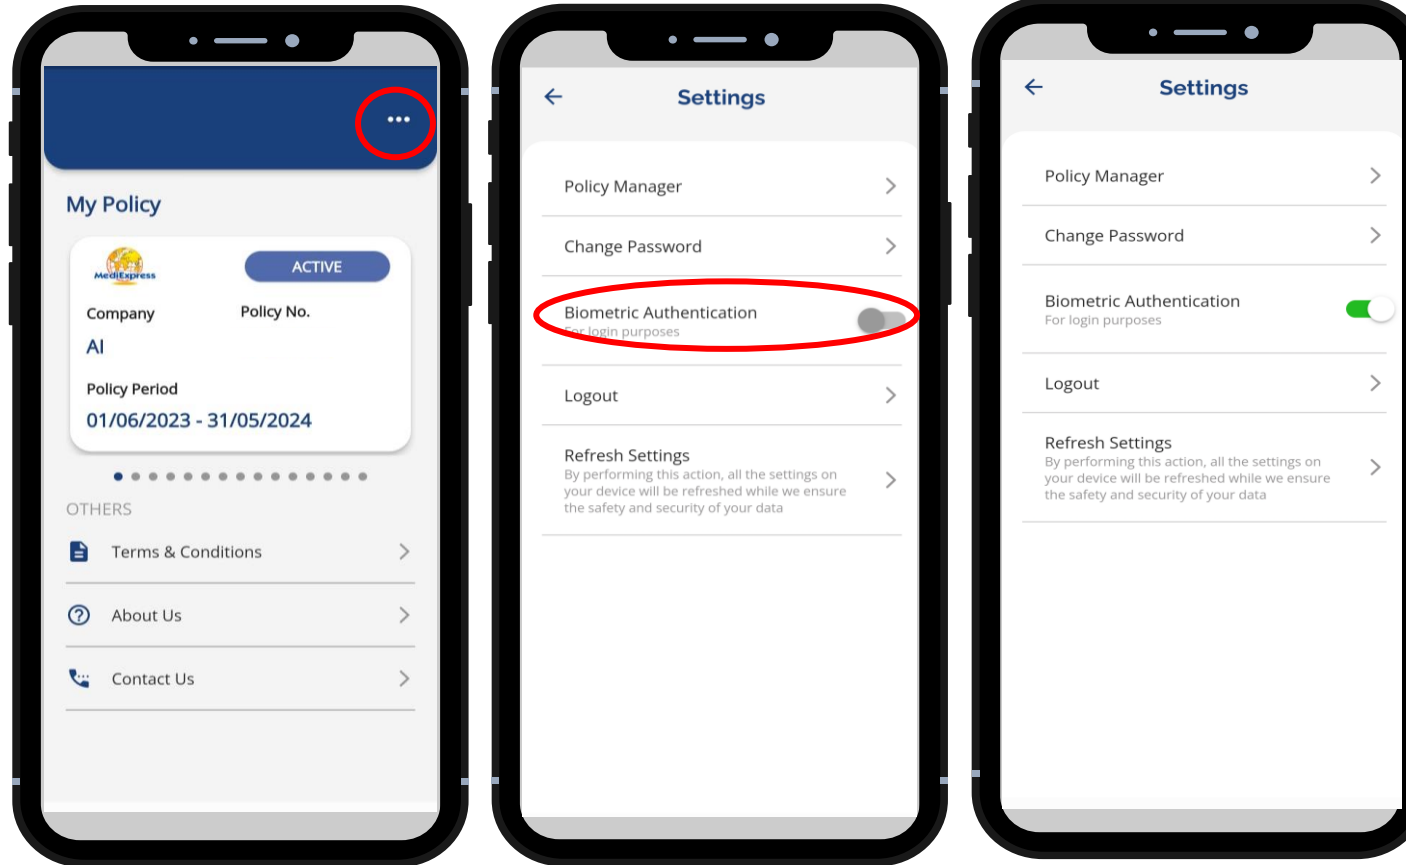 My Policy
MediExpress
ACTIVE
Company
Policy No.
AI
Policy Period
01/06/2023 - 31/05/2024
OTHERS
Terms & Conditions
About Us
Contact Us
Settings
Policy Manager
Change Password
Biometric Authentication
For login purposes
Logout
Refresh Settings
By performing this action, all the settings on
your device will be refreshed while we ensure
the safety and security of your data
Settings
Policy Manager
Change Password
Biometric Authentication
For login purposes
Logout
Refresh Settings
By performing this action, all the settings on
your device will be refreshed while we ensure
the safety and security of your data